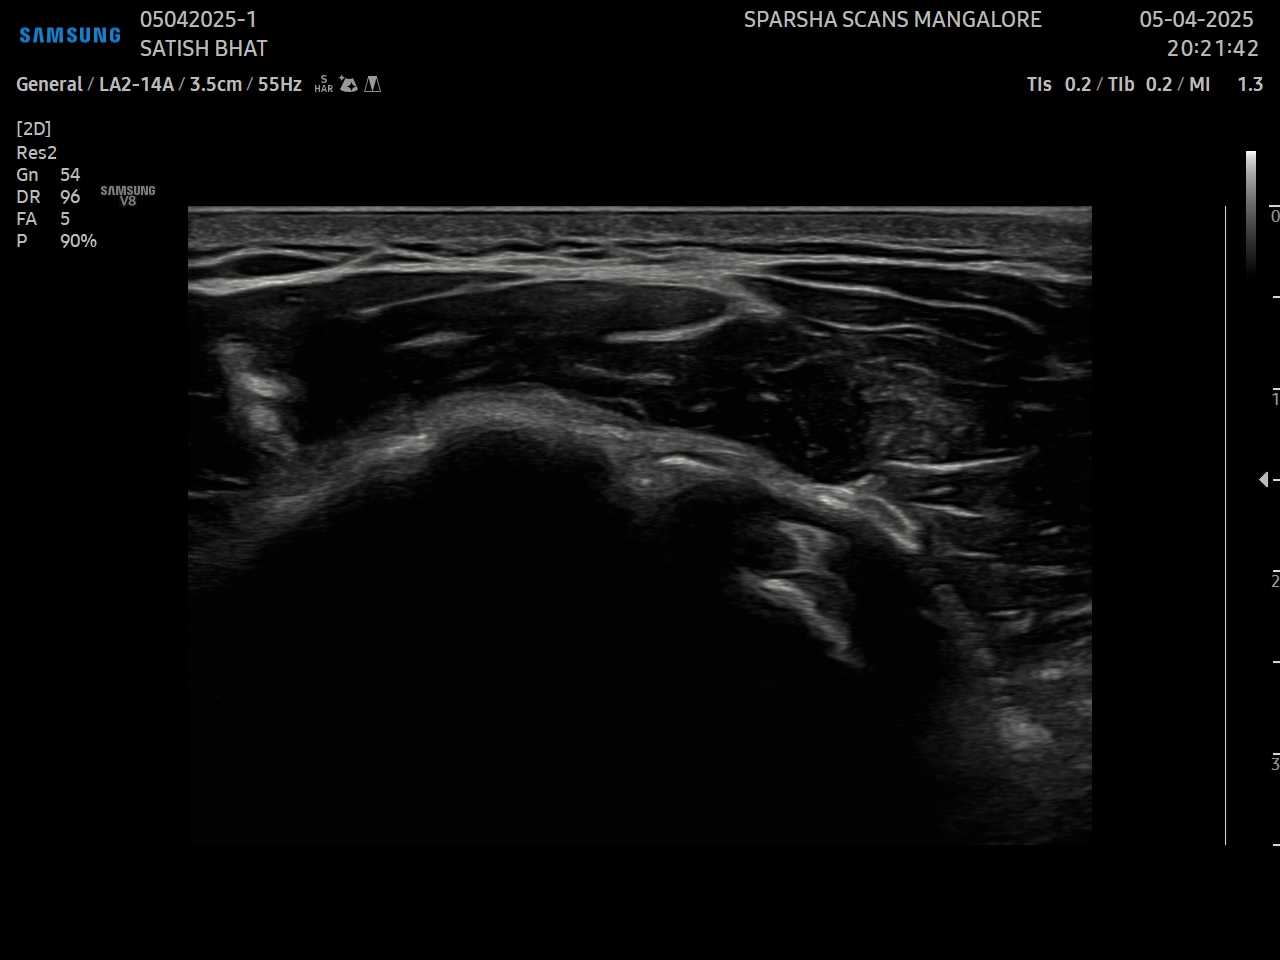 SAMSUNG
05042025-1
SATISH BHAT
SPARSHA SCANS MANGALORE
05-04-2025
20:21:42
General / LA2-14A / 3.5cm / 55Hz
S
HAR
TIs 0.2 / TIb 0.2 / MI 1.3
[2D]
Res2
Gn 54
DR 96
FA 5
P 90%
SAMSUNG
V8
0
1
2
3